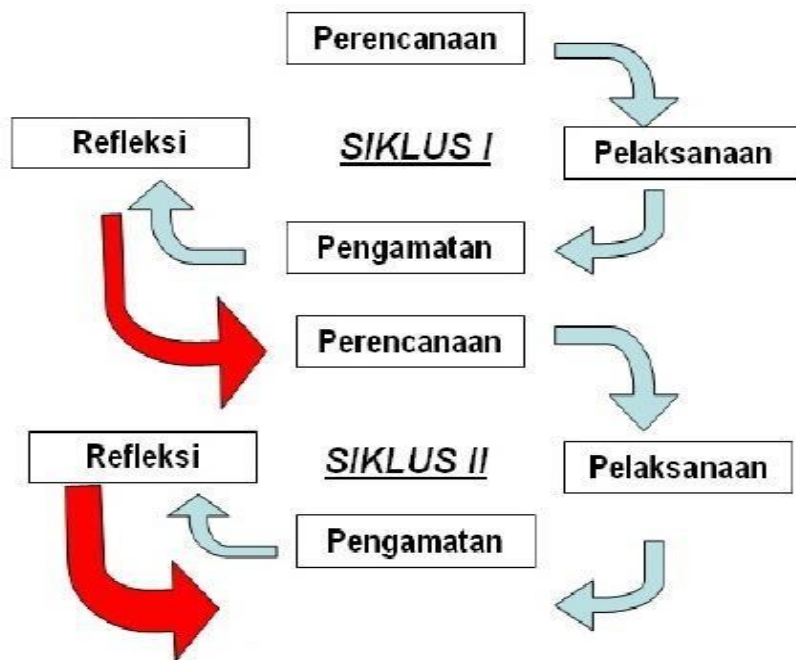 Perencanaan
Refleksi
SIKLUS I
Pelaksanaan
Pengamatan
Perencanaan
Refleksi
SIKLUS II
Pelaksanaan
Pengamatan